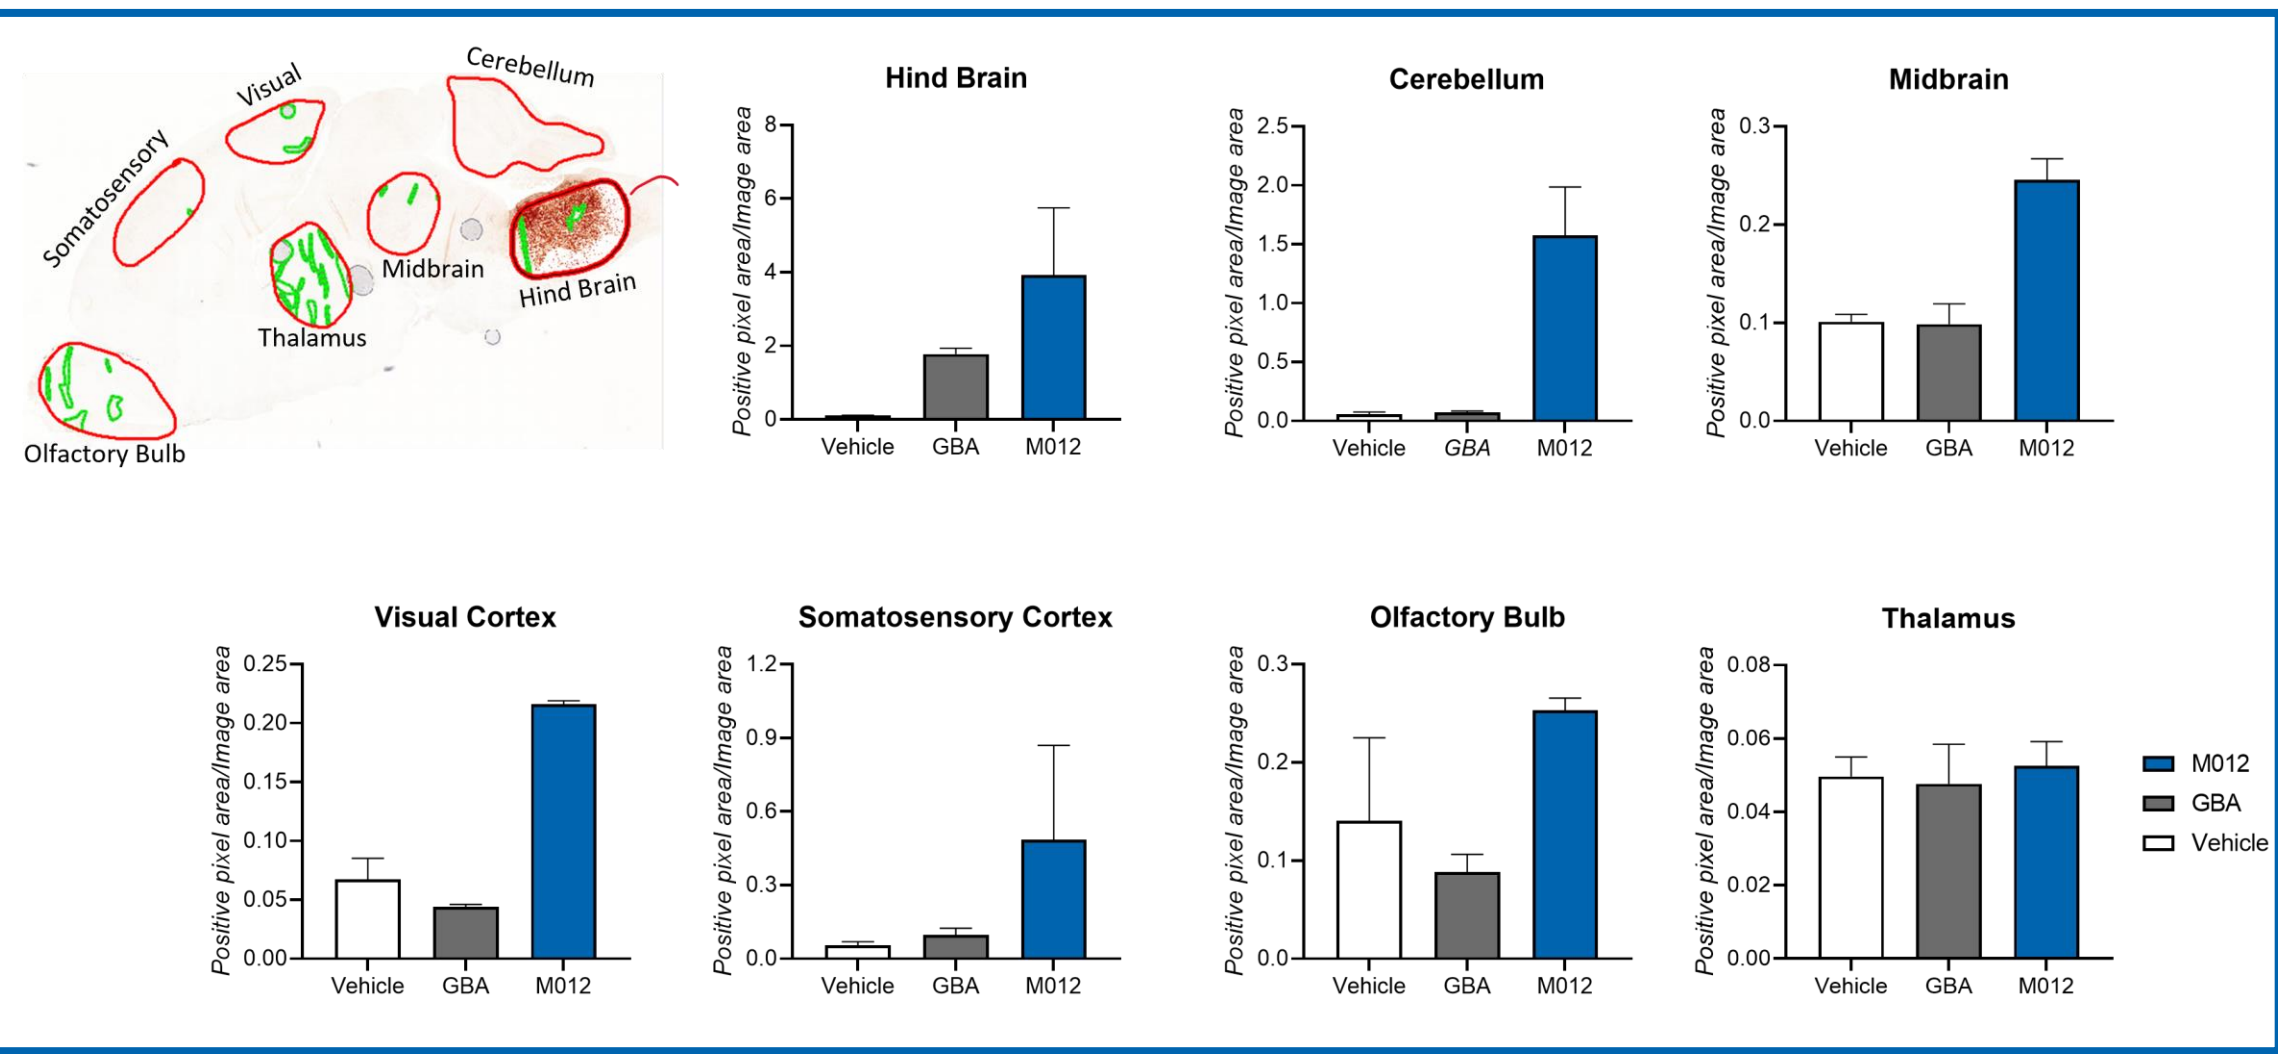 Visual
Cerebellum
Somatosensory
Midbrain
Hind Brain
Thalamus
Olfactory Bulb
Hind Brain
Positive pixel area/Image area
8
6
4
2
0
Vehicle GBA M012
Cerebellum
Positive pixel area/Image area
2.5
2.0
1.5
1.0
0.5
0.0
Vehicle GBA M012
Midbrain
Positive pixel area/Image area
0.3
0.2
0.1
0.0
Vehicle GBA M012
Visual Cortex
Positive pixel area/Image area
0.25
0.20
0.15
0.10
0.05
0.00
Vehicle GBA M012
Somatosensory Cortex
Positive pixel area/Image area
1.2
0.9
0.6
0.3
0.0
Vehicle GBA M012
Olfactory Bulb
Positive pixel area/Image area
0.3
0.2
0.1
0.0
Vehicle GBA M012
Thalamus
Positive pixel area/Image area
0.08
0.06
0.04
0.02
0.00
Vehicle GBA M012
M012
GBA
Vehicle